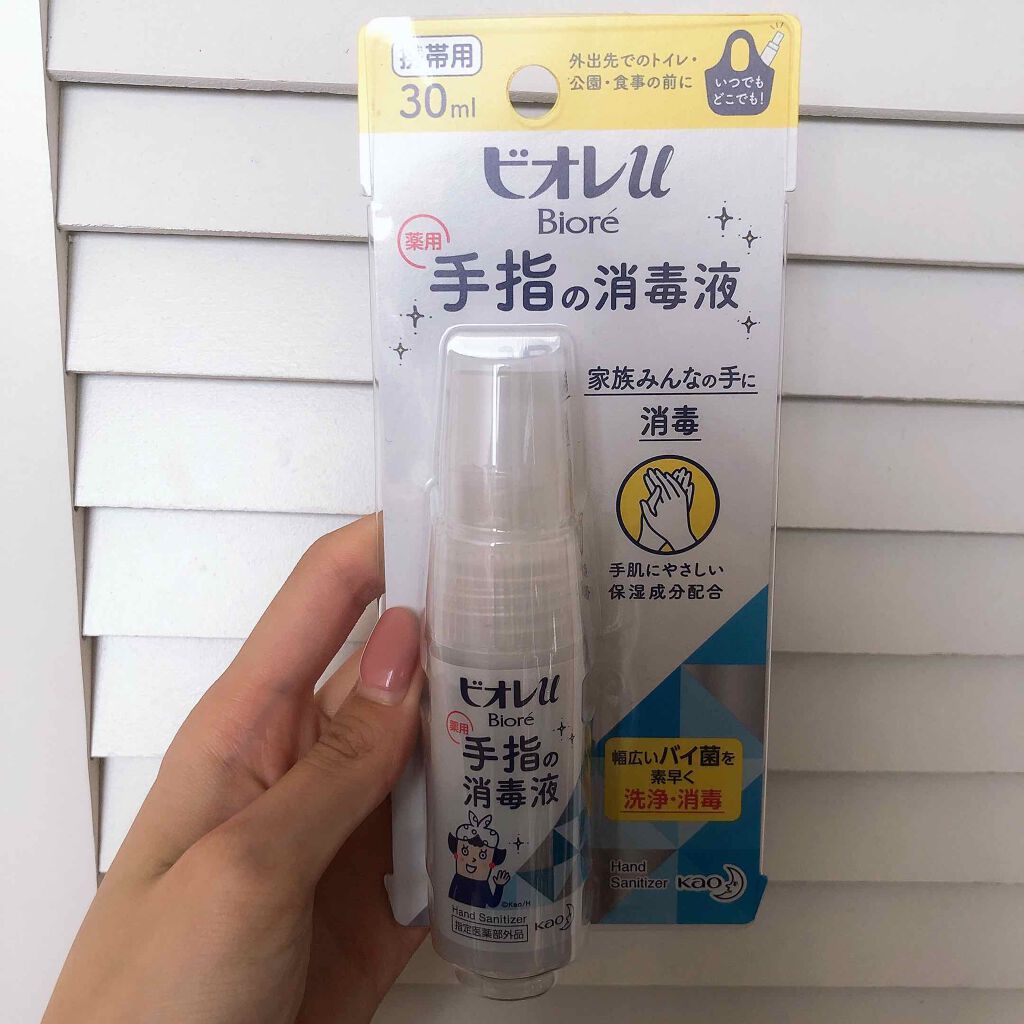 携帯用
30ml
外出先でのトイレ・
公園・食事の前に
いつでも
どこでも!
ビオレu
Bioré
薬用
手指の消毒液
家族みんなの手に
消毒
手肌にやさしい
保湿成分配合
幅広いバイ菌を
素早く
洗浄・消毒
Hand
Sanitizer
Kao
ビオレu
Bioré
薬用
手指の
消毒液
©Kao/H
Hand Sanitizer
指定医薬部外品
Kao